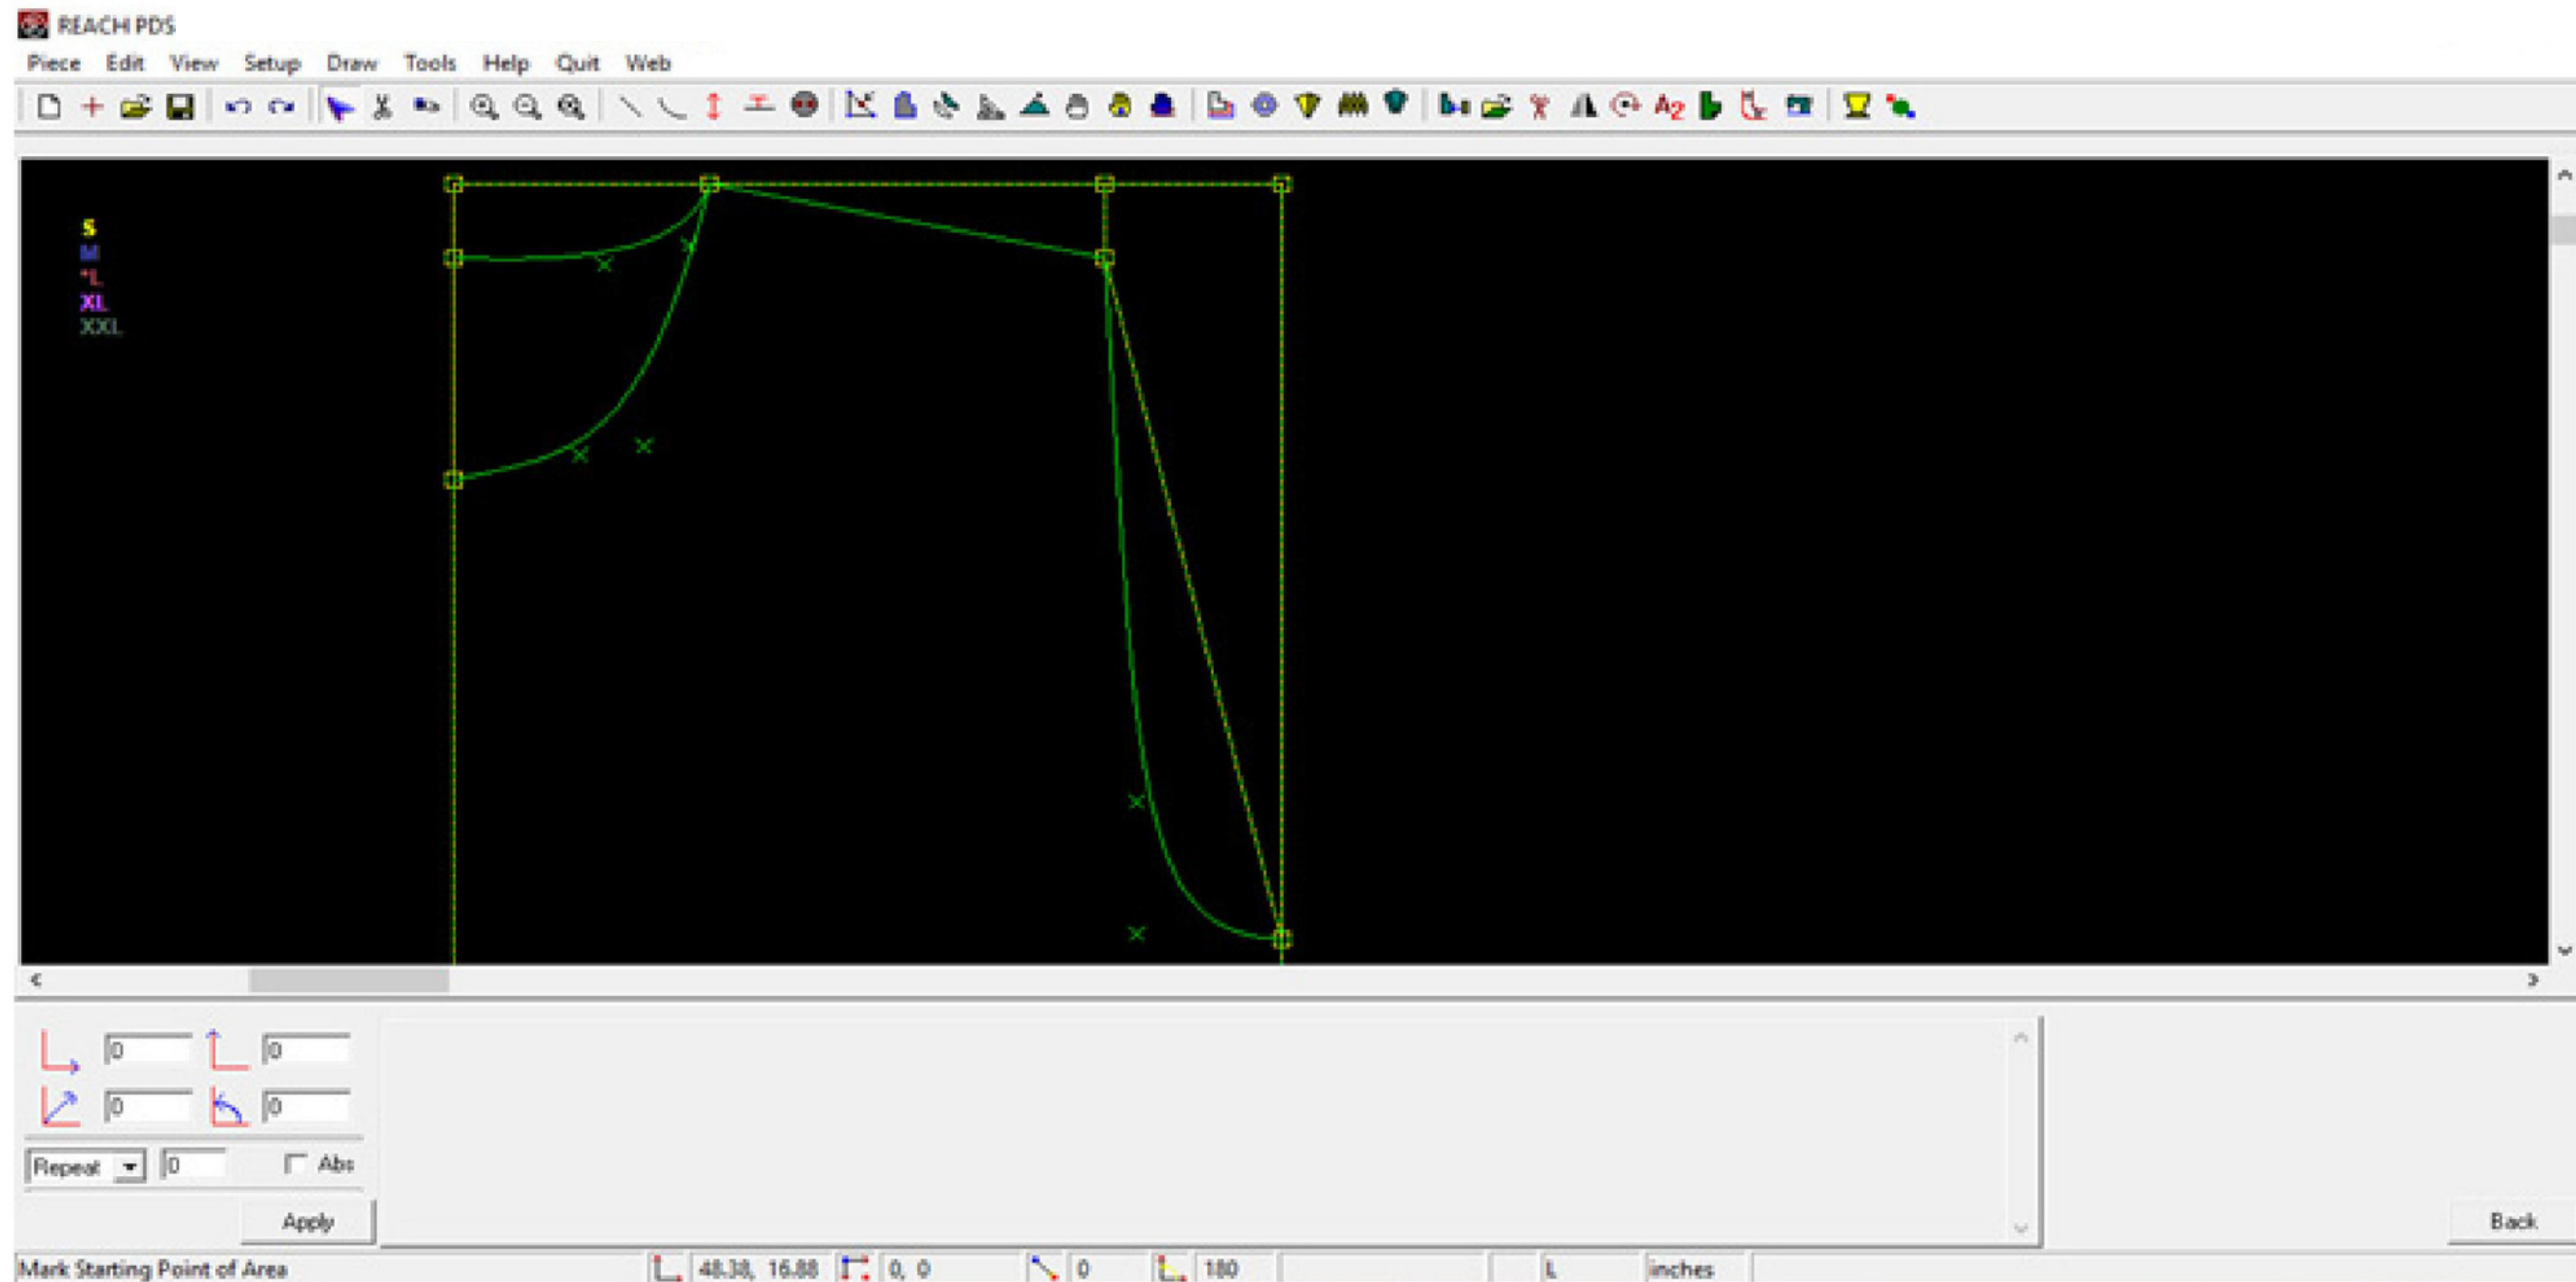 REACH PDS
Piece Edit View Setup Draw Tools Help Quit Web
A2
S
M
*L
XL
XXL
0 0
0 0
Repeat 0 Abs
Apply
Back
Mark Starting Point of Area 48.38, 16.88 0, 0 0 180 L inches